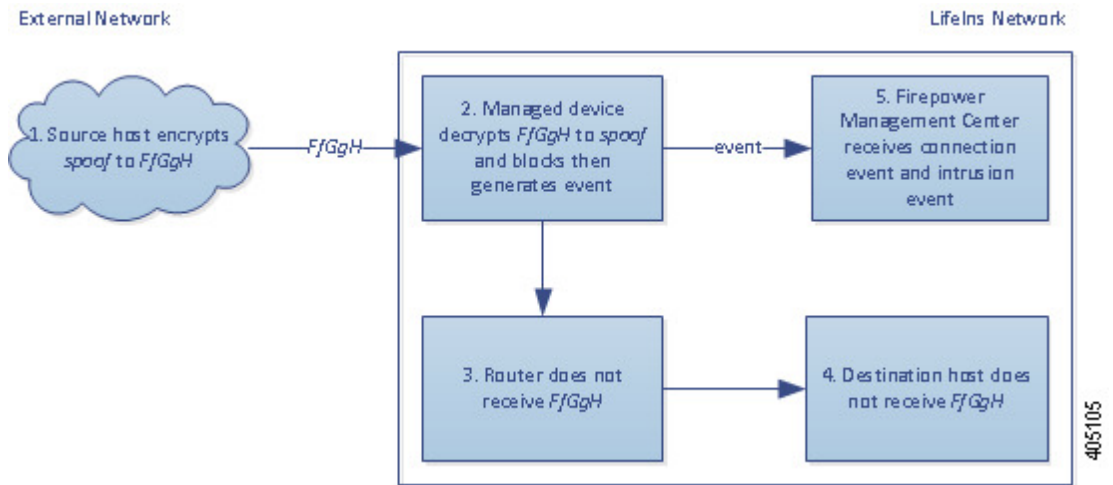 External Network
LifeIns Network
1. Source host encrypts
spoof to FfGgH
FfGgH
2. Managed device
decrypts FfGgH to spoof
and blocks then
generates event
event
5. Firepower
Management Center
receives connection
event and intrusion
event
3. Router does not
receive FfGgH
4. Destination host does
not receive FfGgH
405105